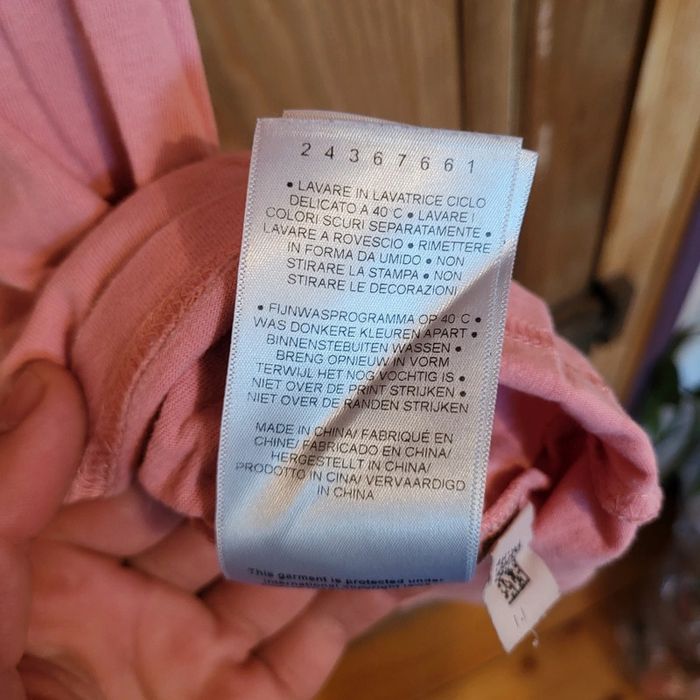 24367661
• LAVARE IN LAVATRICE CICLO
DELICATO A 40°C • LAVARE I
COLORI SCURI SEPARATAMENTE •
LAVARE A ROVESCIO • RIMETTERE
IN FORMA DA UMIDO • NON
STIRARE LA STAMPA • NON
STIRARE LE DECORAZIONI
• FIJNWASPROGRAMMA OP 40°C •
WAS DONKERE KLEUREN APART •
BINNENSTEBUITEN WASSEN •
BRENG OPNIEUW IN VORM
TERWIJL HET NOG VOCHTIG IS •
NIET OVER DE PRINT STRIJKEN •
NIET OVER DE RANDEN STRIJKEN
MADE IN CHINA/ FABRIQUÉ EN
CHINE/ FABRICADO EN CHINA/
HERGESTELLT IN CHINA/
PRODOTTO IN CINA/ VERVAARDIGD
IN CHINA
This garment is protected under
international copyright